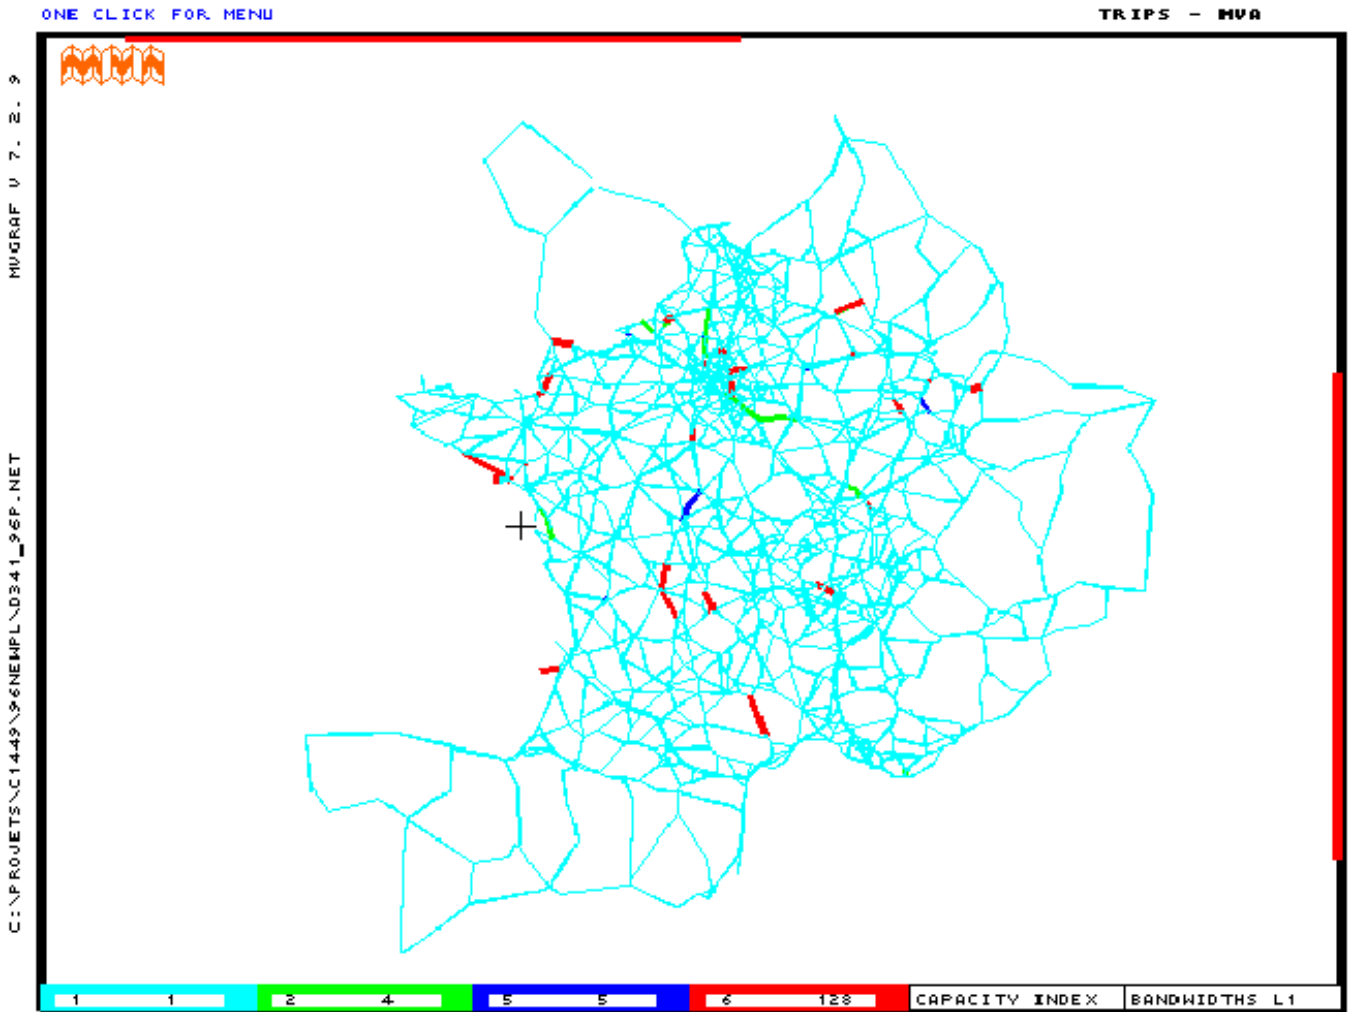 ONE CLICK FOR MENU
TRIPS - MVA
MVA
MVGRAF V 7.2.9
C:\PROJETS\C1449\96NEWPL\D341_96P.NET
1 1 2 4 5 5 6 128 CAPACITY INDEX BANDWIDTHS L1